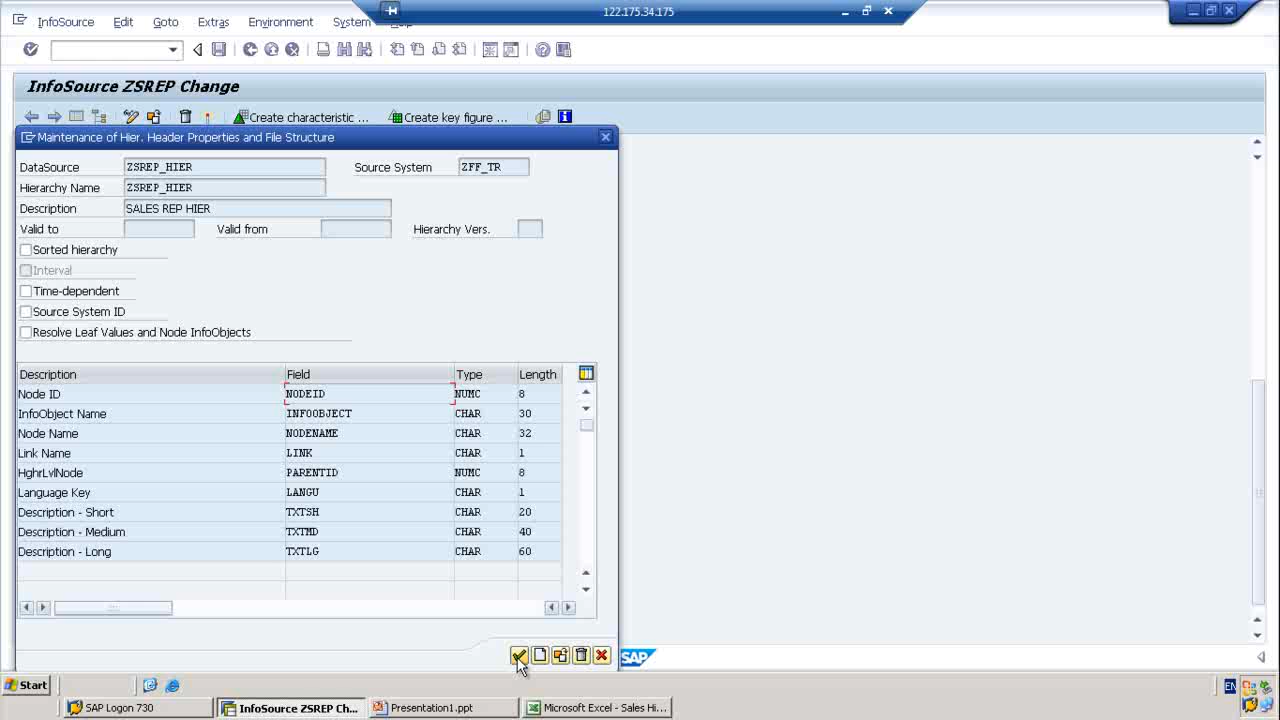 122.175.34.175
InfoSource Edit Goto Extras Environment System
InfoSource ZSREP Change
Create characteristic ... Create key figure ...
Maintenance of Hier. Header Properties and File Structure
DataSource ZSREP_HIER Source System ZFF_TR
Hierarchy Name ZSREP_HIER
Description SALES REP HIER
Valid to Valid from Hierarchy Vers.
Sorted hierarchy
Interval
Time-dependent
Source System ID
Resolve Leaf Values and Node InfoObjects
Description Field Type Length
Node ID NODEID NUMC 8
InfoObject Name INFOOBJECT CHAR 30
Node Name NODENAME CHAR 32
Link Name LINK CHAR 1
HghrLvlNode PARENTID NUMC 8
Language Key LANGU CHAR 1
Description - Short TXTSH CHAR 20
Description - Medium TXTMD CHAR 40
Description - Long TXTLG CHAR 60
SAP
Start EN
SAP Logon 730 InfoSource ZSREP Ch... Presentation1.ppt Microsoft Excel - Sales Hi...